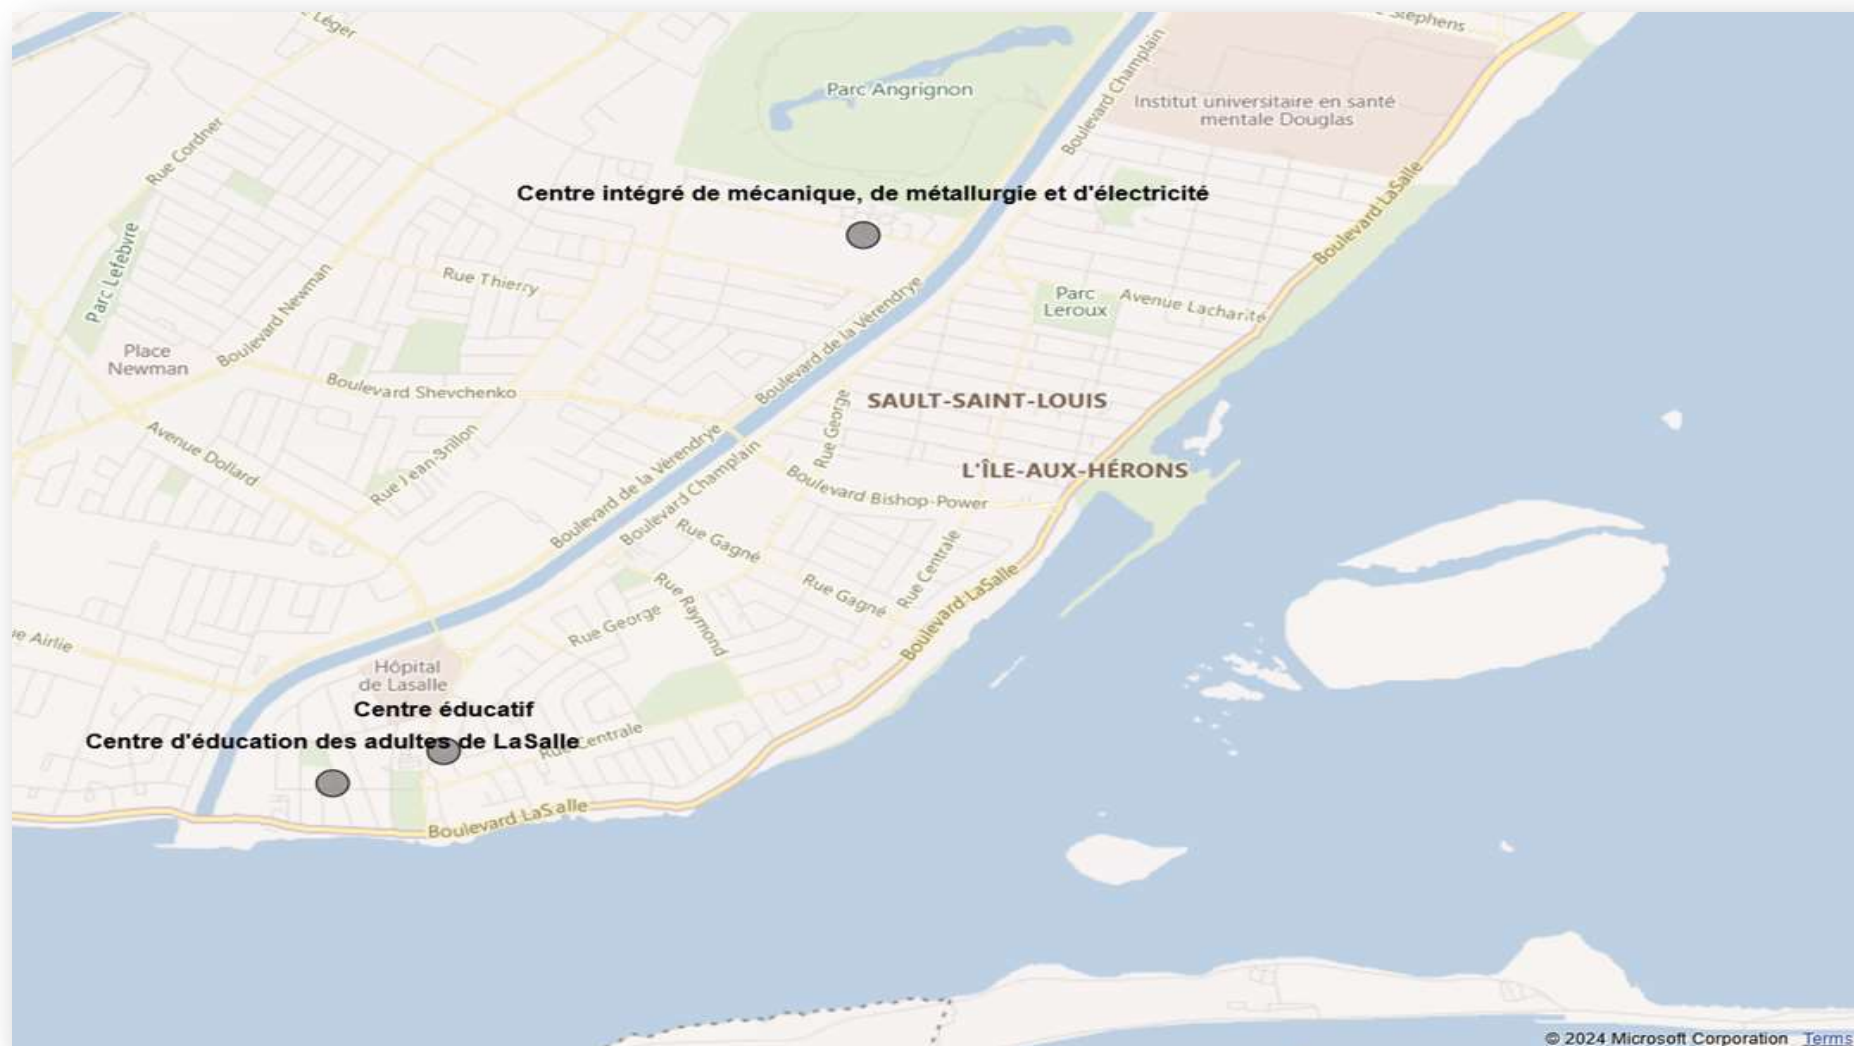 Léger
Stephens
Boulevard Champlain
Parc Angrignon
Institut universitaire en santé
mentale Douglas
Rue Cordner
Boulevard LaSalle
Centre intégré de mécanique, de métallurgie et d'électricité
Parc Lefebvre
Rue Thierry
Boulevard Newman
Boulevard de la Vérendrye
Parc
Leroux
Avenue Lacharité
Place
Newman
Boulevard Shevchenko
Rue George
SAULT-SAINT-LOUIS
Avenue Dollard
Boulevard de la Vérendrye
Boulevard Champlain
L'ÎLE-AUX-HÉRONS
Boulevard Bishop-Power
Rue Gagné
Rue Centrale
Rue Raymond
Rue Gagné
Boulevard LaSalle
Rue George
Airlie
Hôpital
de Lasalle
Centre éducatif
Centre d'éducation des adultes de LaSalle
Rue Centrale
Boulevard LaSalle
© 2024 Microsoft Corporation Terms